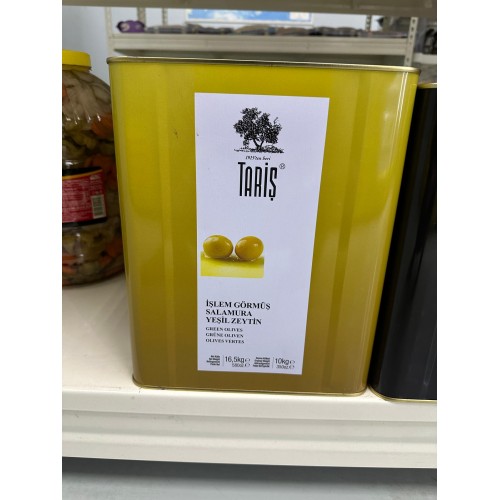 1915'ten beri
TARİŞ®
İŞLEM GÖRMÜŞ
SALAMURA
YEŞİL ZEYTİN
GREEN OLIVES
GRÜNE OLIVEN
OLIVES VERTES
16,5kg℮
10kg℮